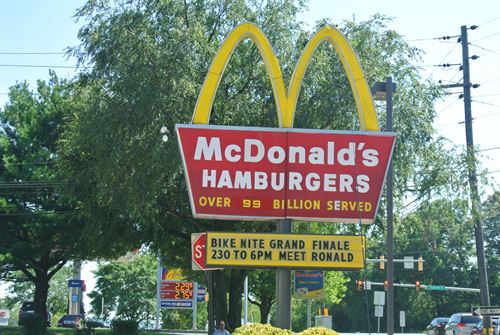 McDonald's
HAMBURGERS
OVER 99 BILLION SERVED
BIKE NITE GRAND FINALE
230 TO 6PM MEET RONALD